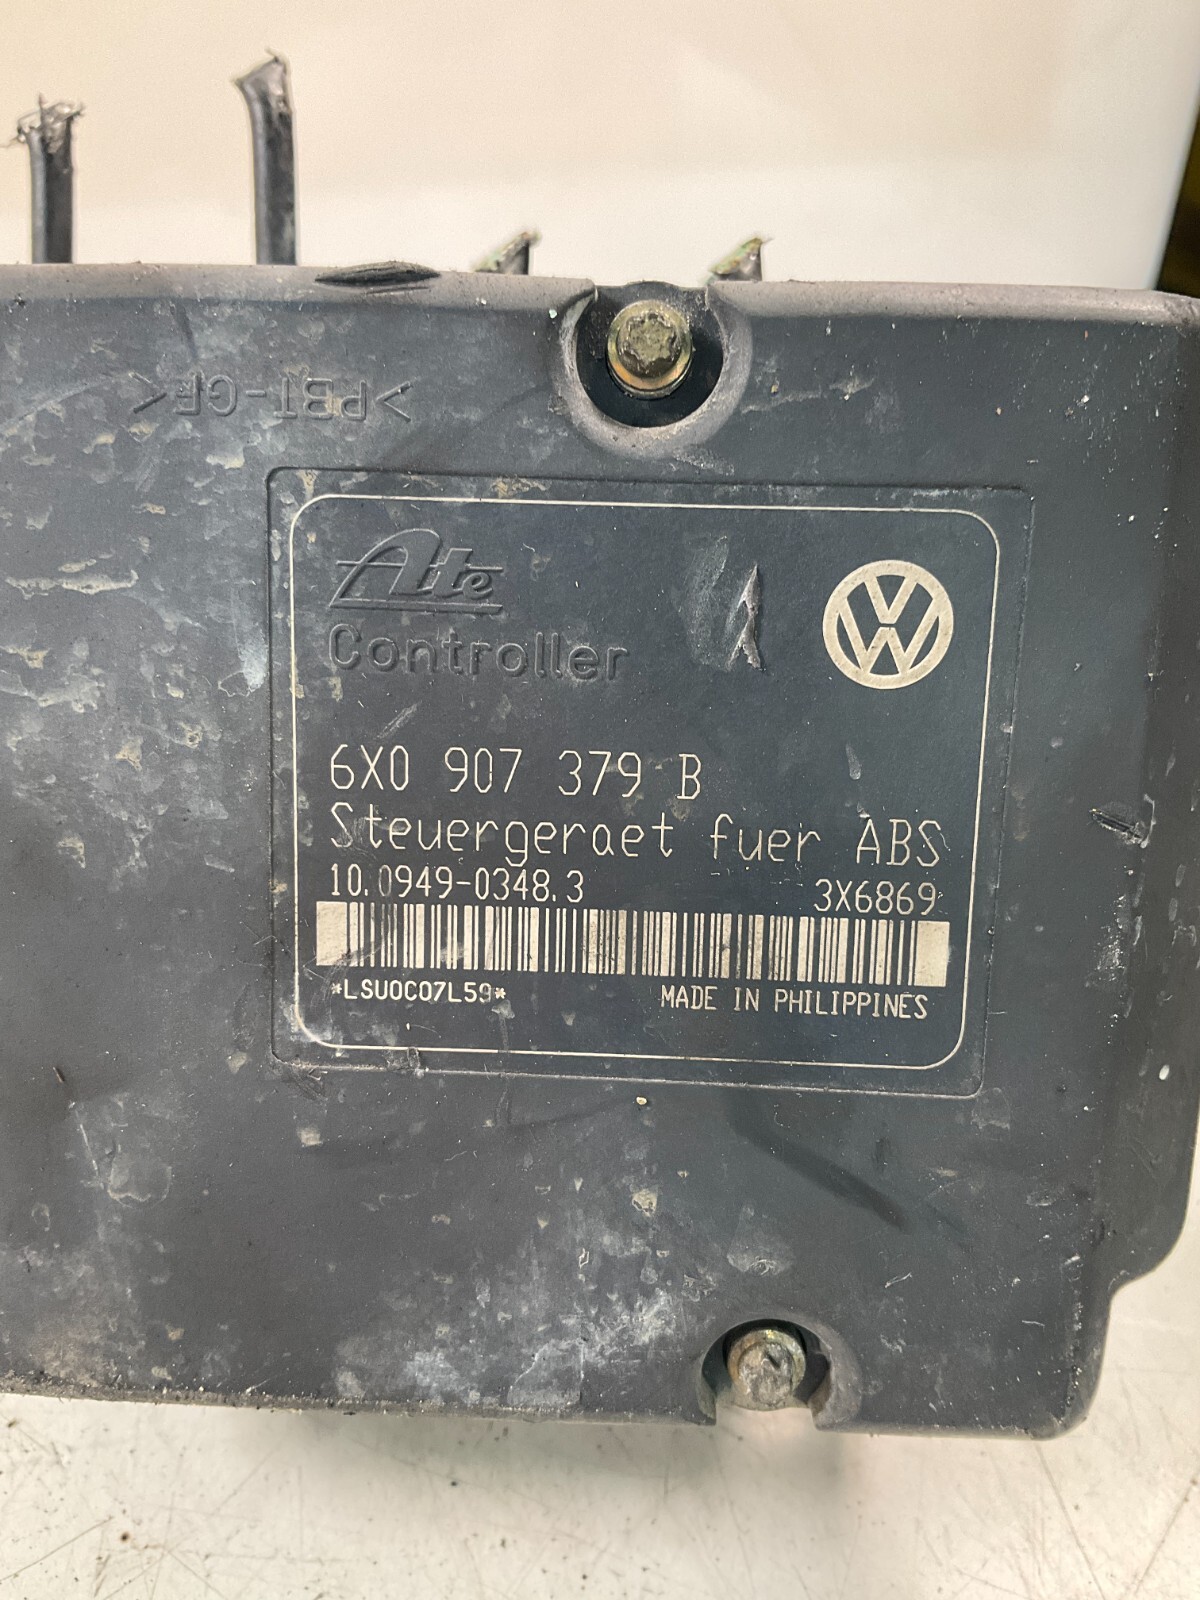 >PBT-GF<
Ate
Controller
6X0 907 379 B
Steuergeraet fuer ABS
10.0949-0348.3 3X6869
*LSU0C07L59*
MADE IN PHILIPPINES